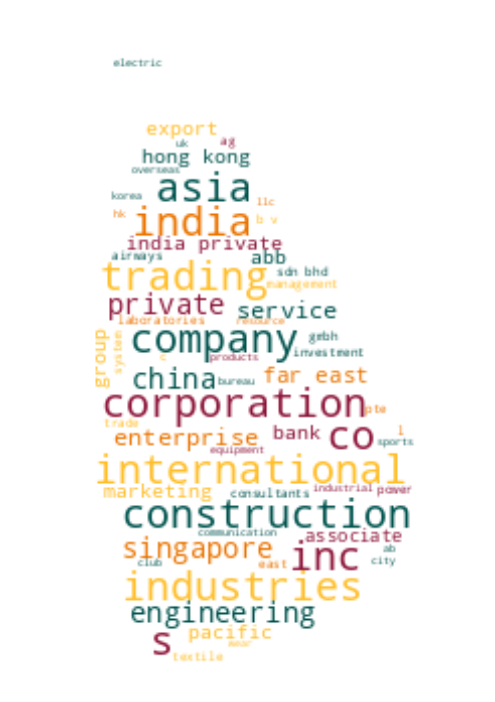 electric
export
uk ag
hong kong
overseas
asia
korea llc
hk india b v
india private
airways abb
trading sdn bhd
management
private service
laboratories resource
group system company gmbh
investment
c products
china bureau far east
corporation pte
trade
enterprise bank co l
sports
equipment
international
marketing consultants industrial power
construction
communication associate
singapore inc ab
club east city
industries
engineering
s pacific
wear
textile